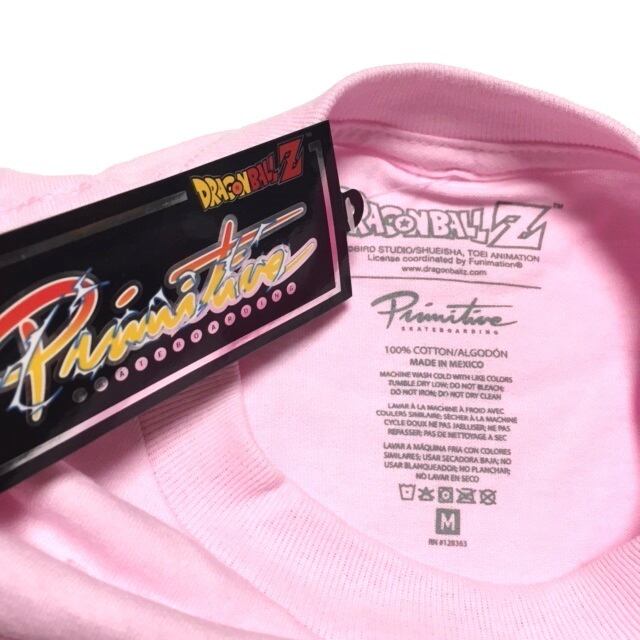 DRAGON BALL Z
Primitive
SKATEBOARDING
DRAGONBALL Z™
BIRD STUDIO/SHUEISHA, TOEI ANIMATION
License coordinated by Funimation®
www.dragonballz.com
Primitive
SKATEBOARDING
100% COTTON/ALGODÓN
MADE IN MEXICO
MACHINE WASH COLD WITH LIKE COLORS
TUMBLE DRY LOW; DO NOT BLEACH;
DO NOT IRON; DO NOT DRY CLEAN
LAVAR A LA MACHINE A FROID AVEC
COULERS SIMILAIRE; SÉCHER À LA MACHINE
CYCLE DOUX NE PAS JABLLISER; NE PAS
REPASSER; PAS DE NETTOYAGE A SEC
LAVAR A MÁQUINA FRIA CON COLORES
SIMILARES; USAR SECADORA BAJA; NO
USAR BLANQUEADOR; NO PLANCHAR;
NO LAVAR EN SECO
M
RN #128363